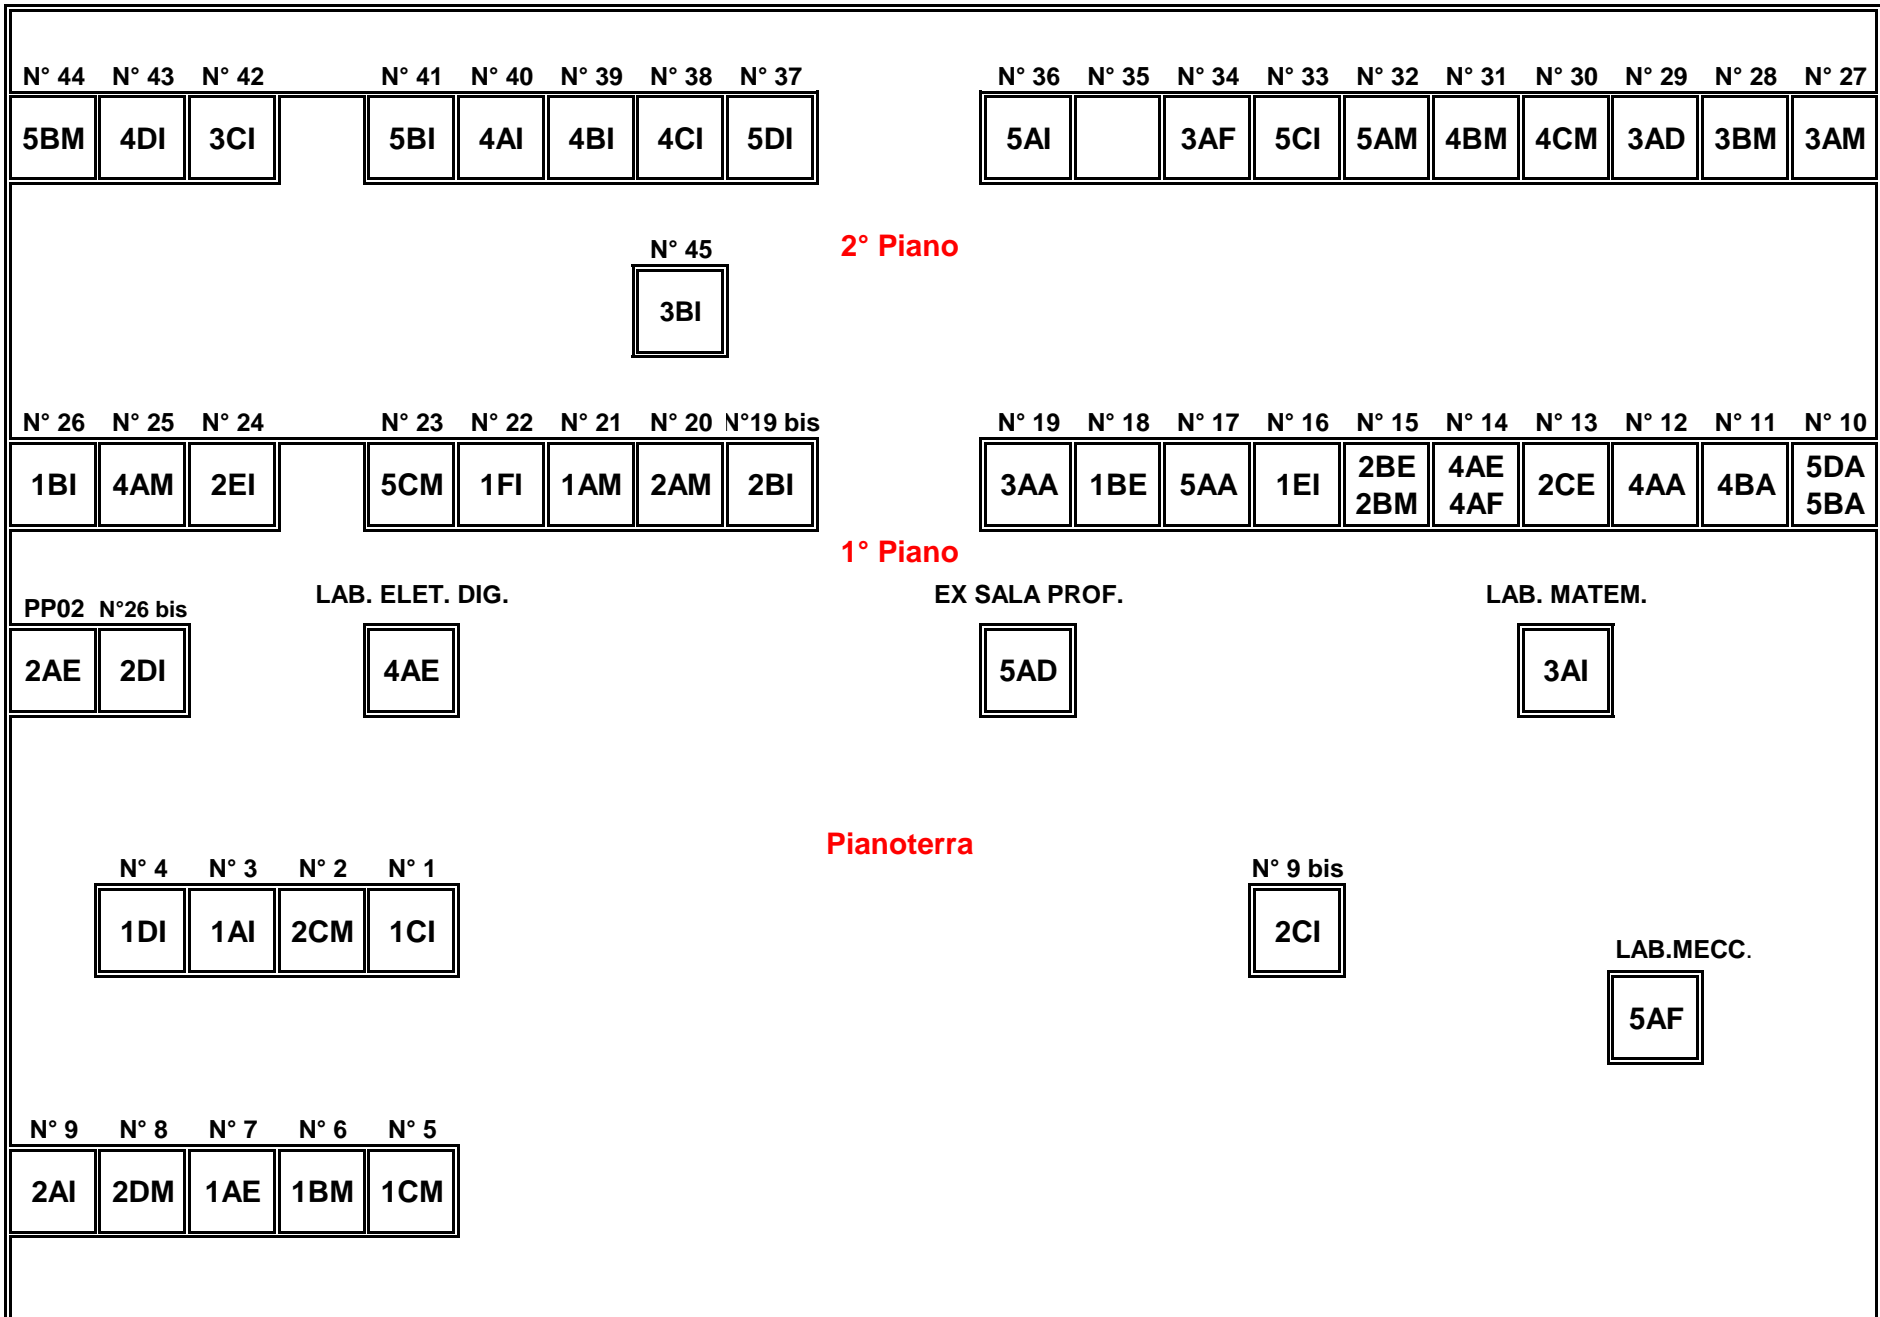 N° 44 N° 43 N° 42 N° 41 N° 40 N° 39 N° 38 N° 37 N° 36 N° 35 N° 34 N° 33 N° 32 N° 31 N° 30 N° 29 N° 28 N° 27
5BM 4DI 3CI 5BI 4AI 4BI 4CI 5DI 5AI 3AF 5CI 5AM 4BM 4CM 3AD 3BM 3AM
2° Piano
N° 45
3BI
N° 26 N° 25 N° 24 N° 23 N° 22 N° 21 N° 20 N°19 bis N° 19 N° 18 N° 17 N° 16 N° 15 N° 14 N° 13 N° 12 N° 11 N° 10
1BI 4AM 2EI 5CM 1FI 1AM 2AM 2BI 3AA 1BE 5AA 1EI 2BE 4AE 2CE 4AA 4BA 5DA
2BM 4AF 5BA
1° Piano
LAB. ELET. DIG. EX SALA PROF. LAB. MATEM.
PP02 N°26 bis
2AE 2DI 4AE 5AD 3AI
Pianoterra
N° 4 N° 3 N° 2 N° 1 N° 9 bis
1DI 1AI 2CM 1CI 2CI
LAB.MECC.
5AF
N° 9 N° 8 N° 7 N° 6 N° 5
2AI 2DM 1AE 1BM 1CM